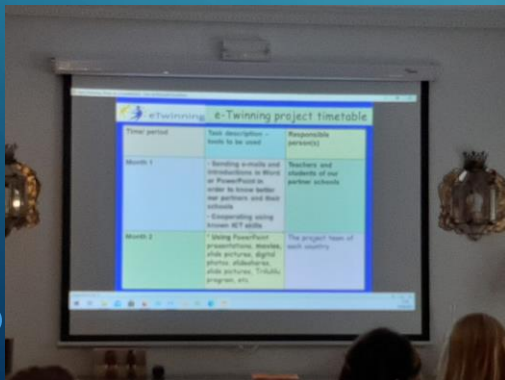 eTwinning e-Twinning project timetable
Time/ period
Task description –
tools to be used
Responsible
person(s)
Month 1
- Sending e-mails and
introductions in Word
or PowerPoint in
order to know better
our partners and their
schools
- Cooperating using
known ICT skills
Teachers and
students of our
partner schools
Month 2
* Using PowerPoint
presentations, movies,
slide pictures, digital
photos, slideshares,
slide pictures,
program, etc
The project team of
each country